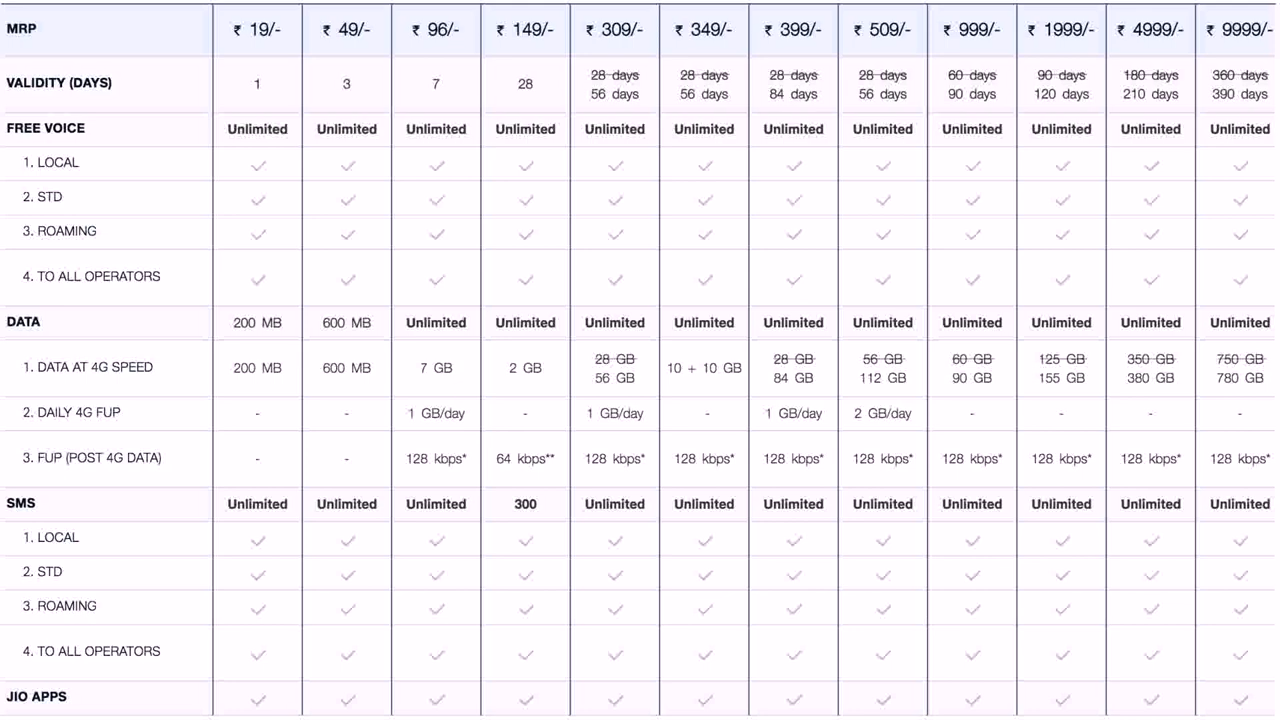 MRP ₹ 19/- ₹ 49/- ₹ 96/- ₹ 149/- ₹ 309/- ₹ 349/- ₹ 399/- ₹ 509/- ₹ 999/- ₹ 1999/- ₹ 4999/- ₹ 9999/-
VALIDITY (DAYS) 1 3 7 28 28 days 28 days 28 days 28 days 60 days 90 days 180 days 360 days
56 days 56 days 84 days 56 days 90 days 120 days 210 days 390 days
FREE VOICE Unlimited Unlimited Unlimited Unlimited Unlimited Unlimited Unlimited Unlimited Unlimited Unlimited Unlimited Unlimited
1. LOCAL
2. STD
3. ROAMING
4. TO ALL OPERATORS
DATA 200 MB 600 MB Unlimited Unlimited Unlimited Unlimited Unlimited Unlimited Unlimited Unlimited Unlimited Unlimited
1. DATA AT 4G SPEED 200 MB 600 MB 7 GB 2 GB 28 GB 10 + 10 GB 28 GB 56 GB 60 GB 125 GB 350 GB 750 GB
56 GB 84 GB 112 GB 90 GB 155 GB 380 GB 780 GB
2. DAILY 4G FUP - - 1 GB/day - 1 GB/day - 1 GB/day 2 GB/day - - - -
3. FUP (POST 4G DATA) - - 128 kbps* 64 kbps** 128 kbps* 128 kbps* 128 kbps* 128 kbps* 128 kbps* 128 kbps* 128 kbps* 128 kbps*
SMS Unlimited Unlimited Unlimited 300 Unlimited Unlimited Unlimited Unlimited Unlimited Unlimited Unlimited Unlimited
1. LOCAL
2. STD
3. ROAMING
4. TO ALL OPERATORS
JIO APPS